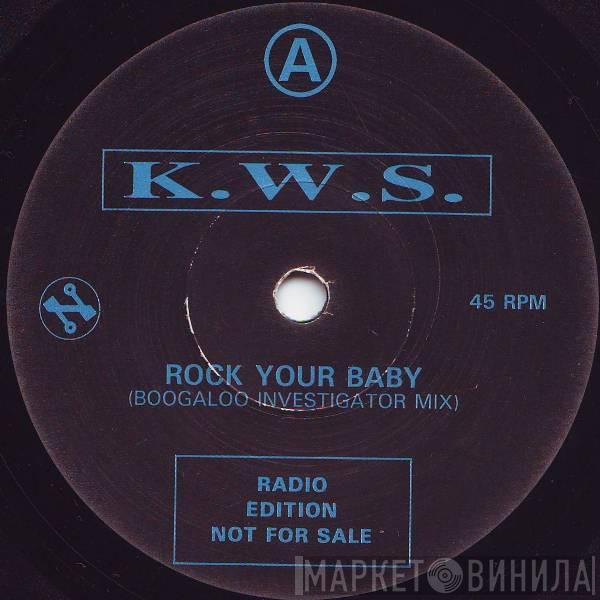 A
K.W.S.
45 RPM
ROCK YOUR BABY
(BOOGALOO INVESTIGATOR MIX)
RADIO
EDITION
NOT FOR SALE
МАРКЕТ ВИНИЛА